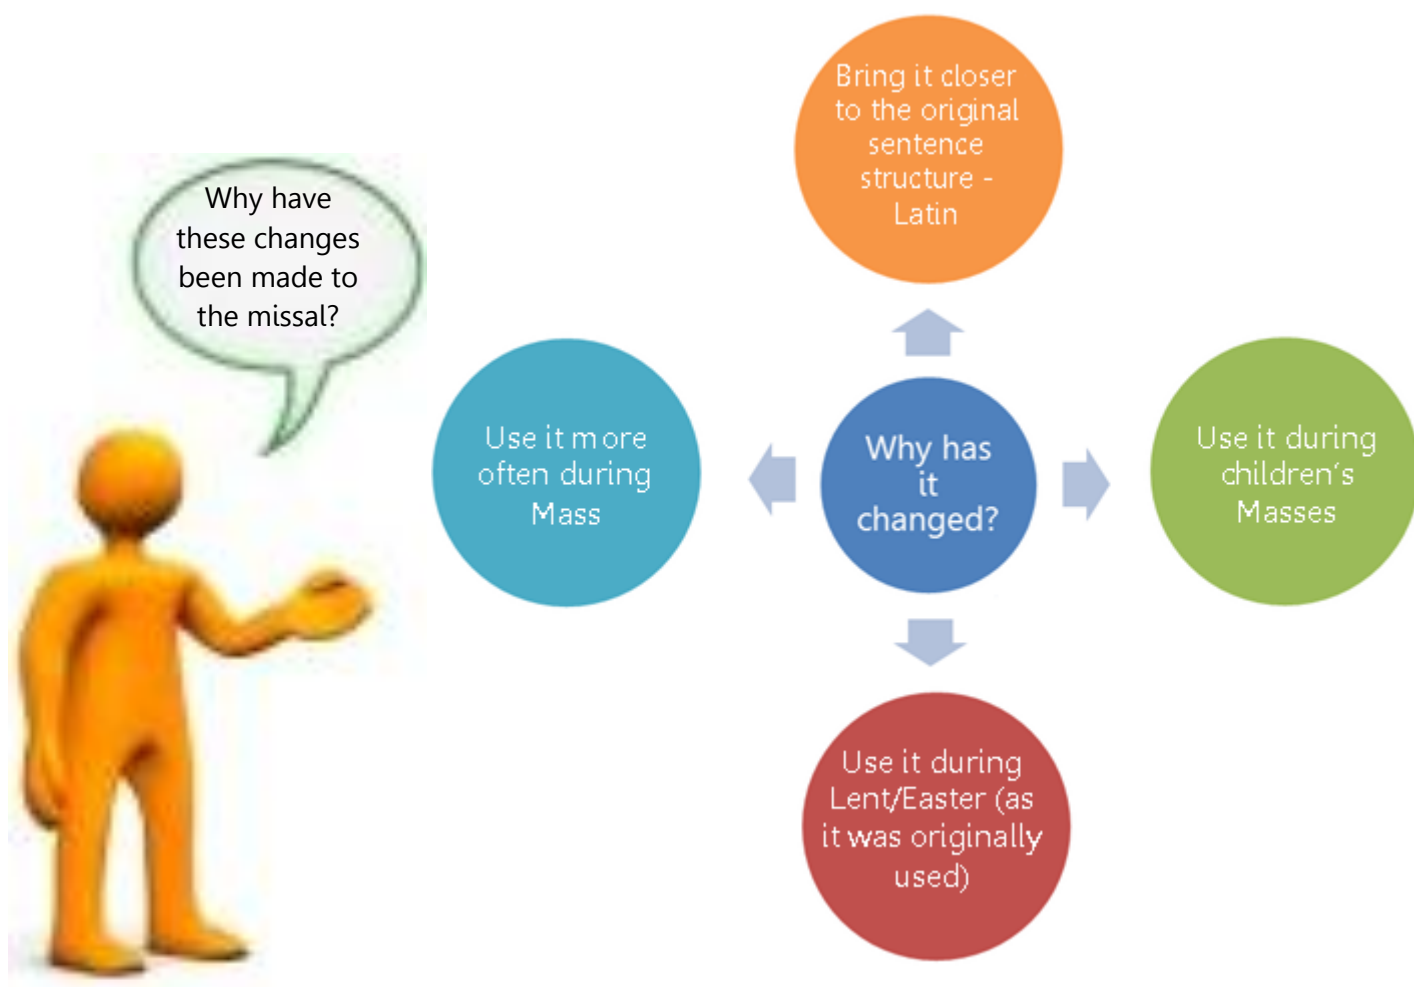 Why have
these changes
been made to
the missal?
Bring it closer
to the original
sentence
structure -
Latin
Use it more
often during
Mass
Why has
it
changed?
Use it during
children's
Masses
Use it during
Lent/Easter (as
it was originally
used)